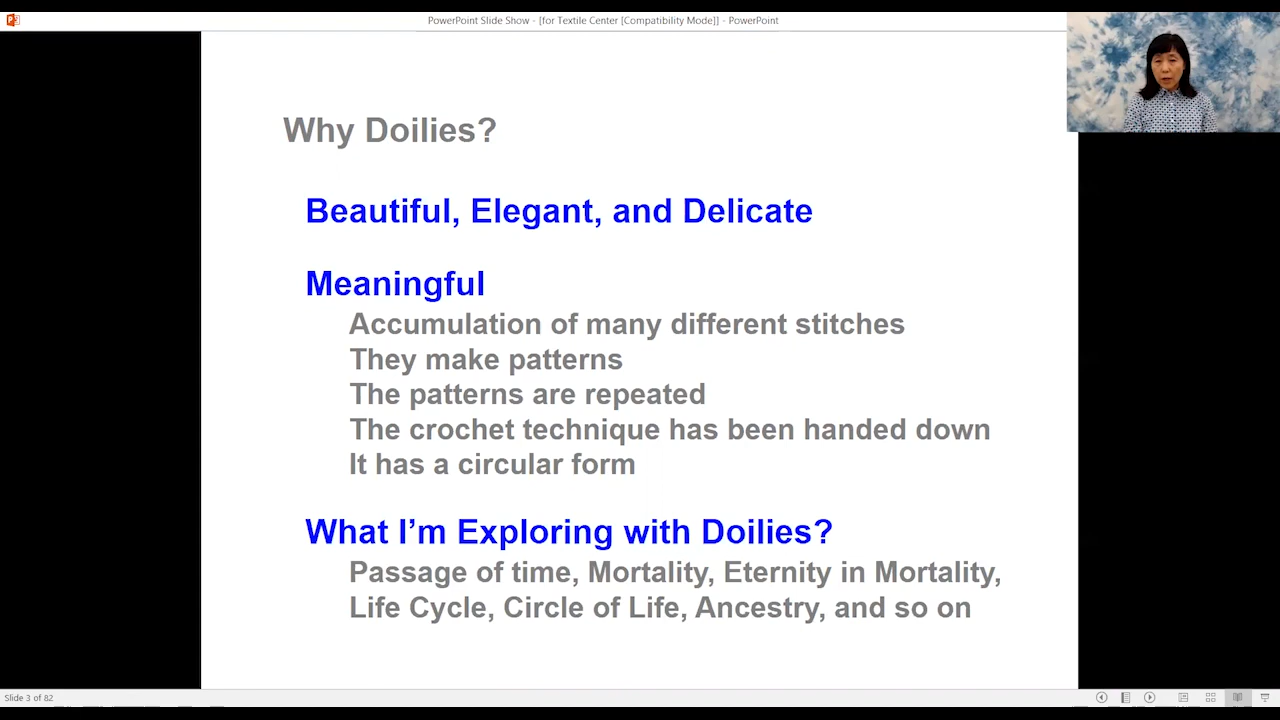 PowerPoint Slide Show - [for Textile Center [Compatibility Mode]] - PowerPoint
Why Doilies?
Beautiful, Elegant, and Delicate
Meaningful
Accumulation of many different stitches
They make patterns
The patterns are repeated
The crochet technique has been handed down
It has a circular form
What I’m Exploring with Doilies?
Passage of time, Mortality, Eternity in Mortality,
Life Cycle, Circle of Life, Ancestry, and so on
Slide 3 of 82